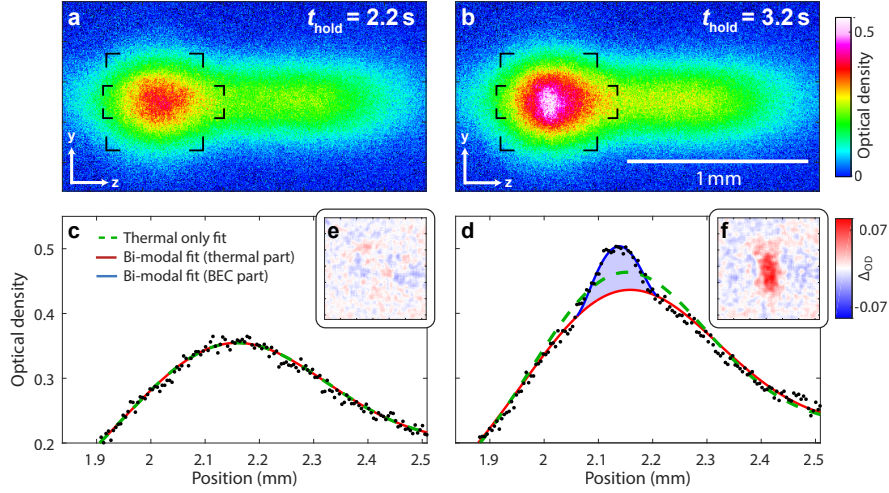 a
t_hold = 2.2 s
y
z
b
t_hold = 3.2 s
y
z
1mm
0.5
0
Optical density
c
Thermal only fit
Bi-modal fit (thermal part)
Bi-modal fit (BEC part)
e
0.5
0.4
0.3
0.2
Optical density
1.9 2 2.1 2.2 2.3 2.4 2.5
Position (mm)
d
f
0.07
-0.07
Δ_OD
1.9 2 2.1 2.2 2.3 2.4 2.5
Position (mm)